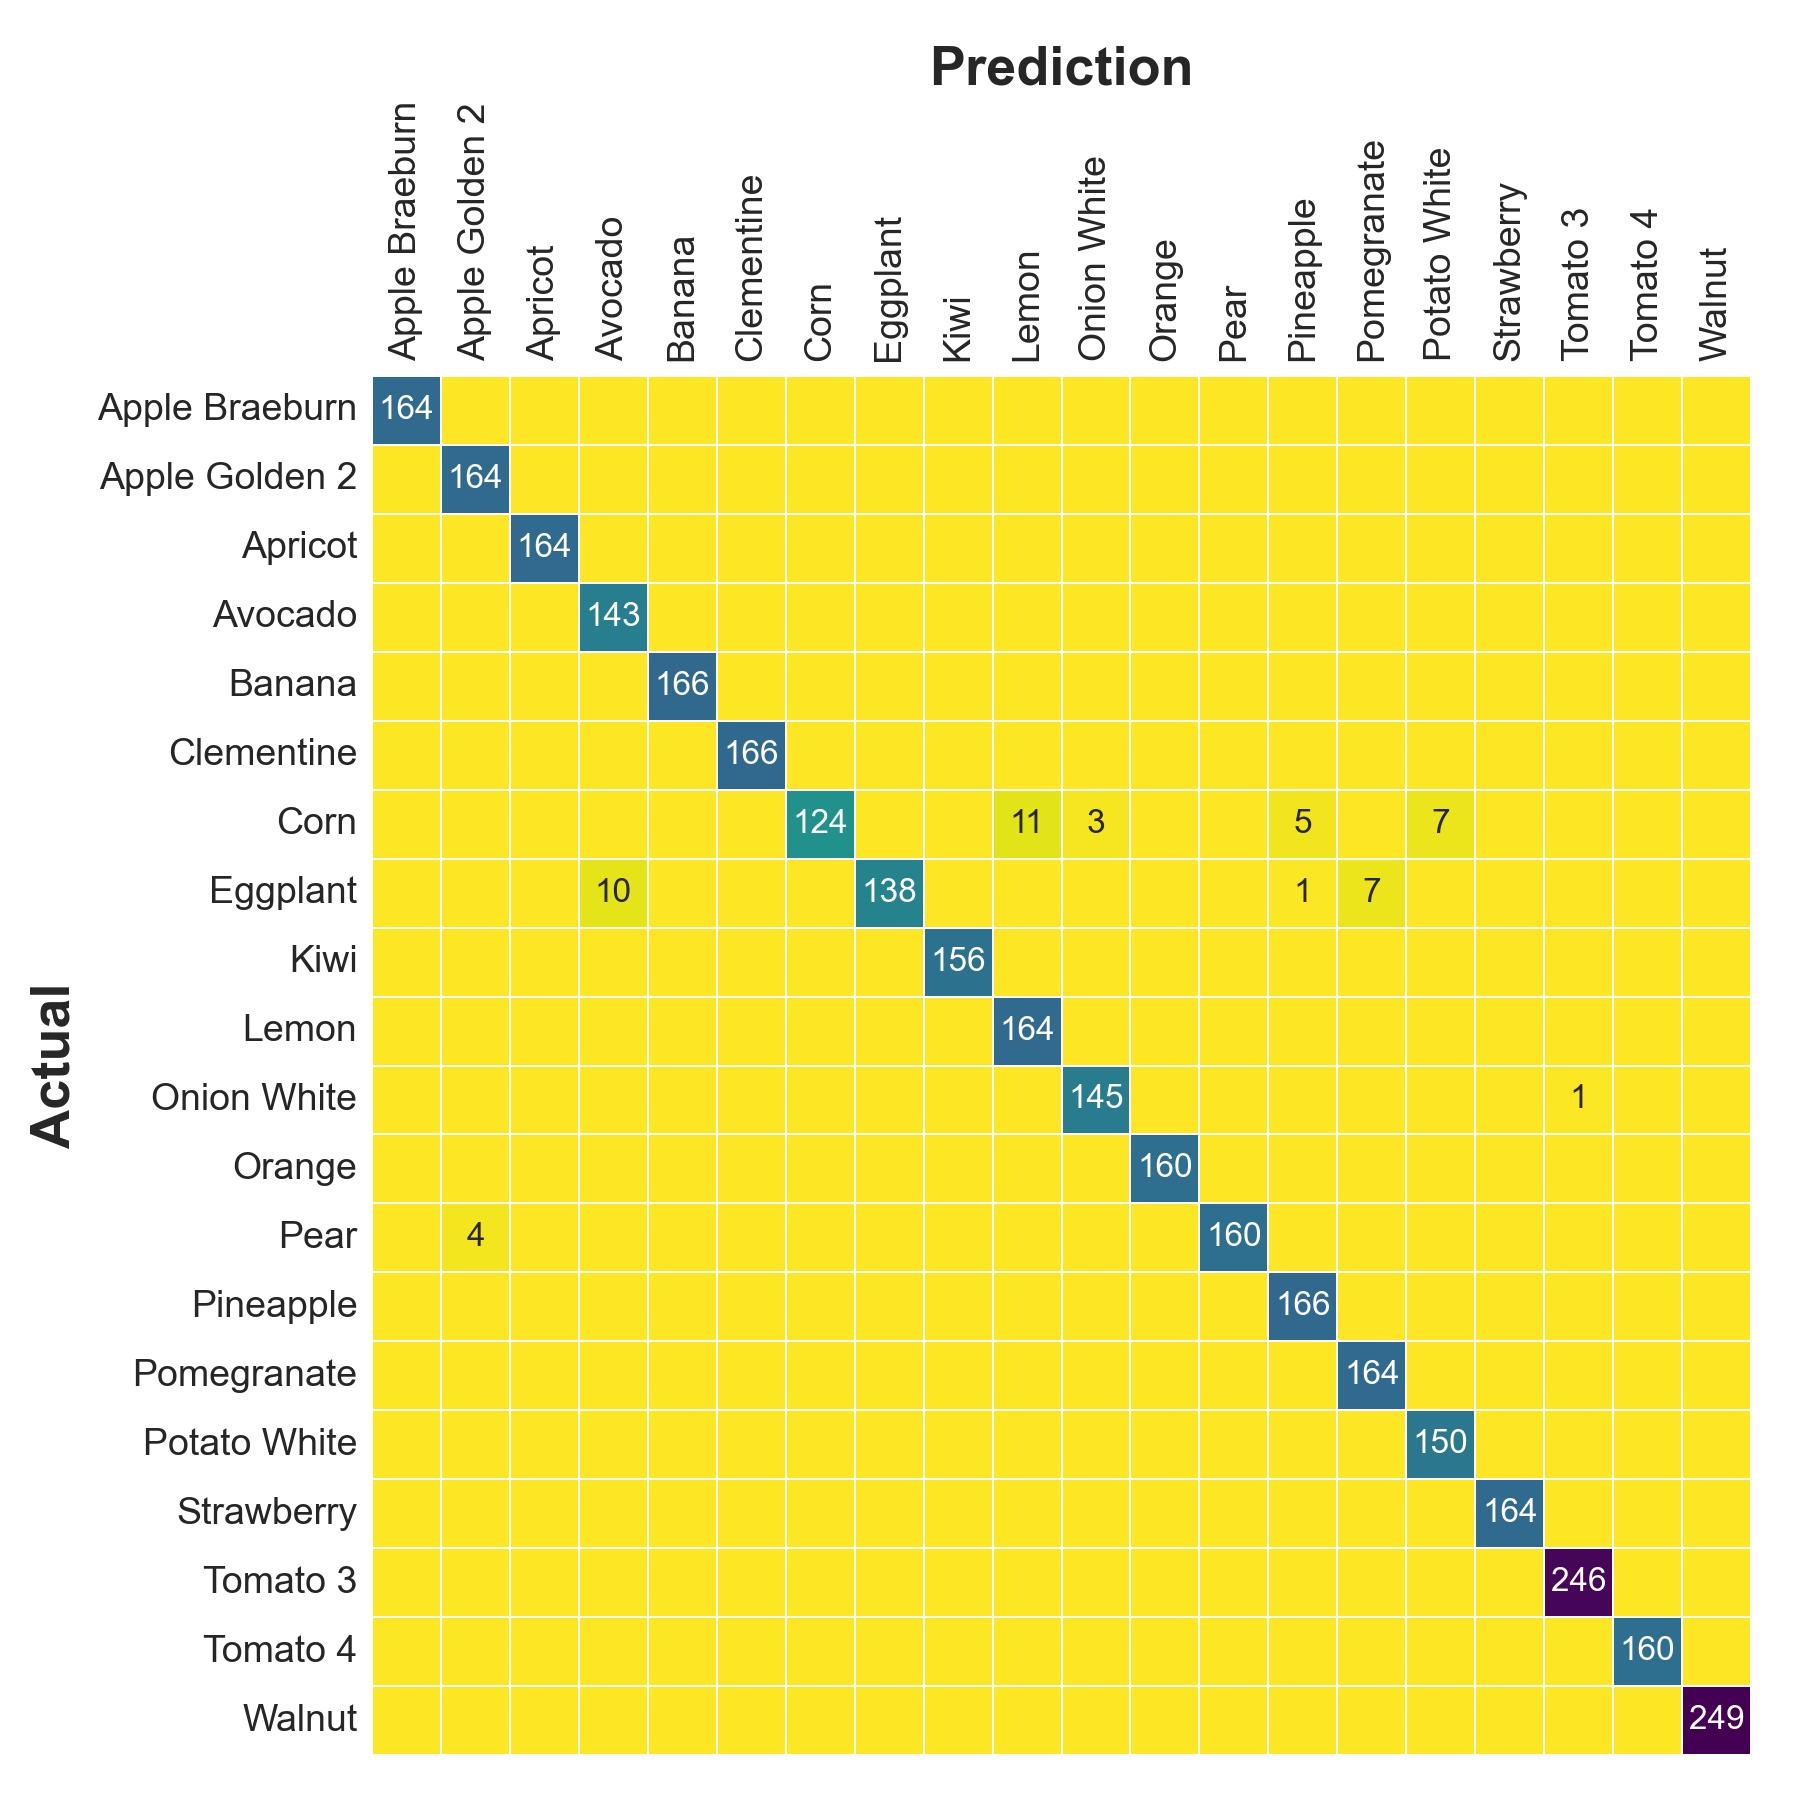 Prediction
Apple Braeburn
Apple Golden 2
Apricot
Avocado
Banana
Clementine
Corn
Eggplant
Kiwi
Lemon
Onion White
Orange
Pear
Pineapple
Pomegranate
Potato White
Strawberry
Tomato 3
Tomato 4
Walnut
Actual
Apple Braeburn 164
Apple Golden 2 164
Apricot 164
Avocado 143
Banana 166
Clementine 166
Corn 124 11 3 5 7
Eggplant 10 138 1 7
Kiwi 156
Lemon 164
Onion White 145 1
Orange 160
Pear 4 160
Pineapple 166
Pomegranate 164
Potato White 150
Strawberry 164
Tomato 3 246
Tomato 4 160
Walnut 249